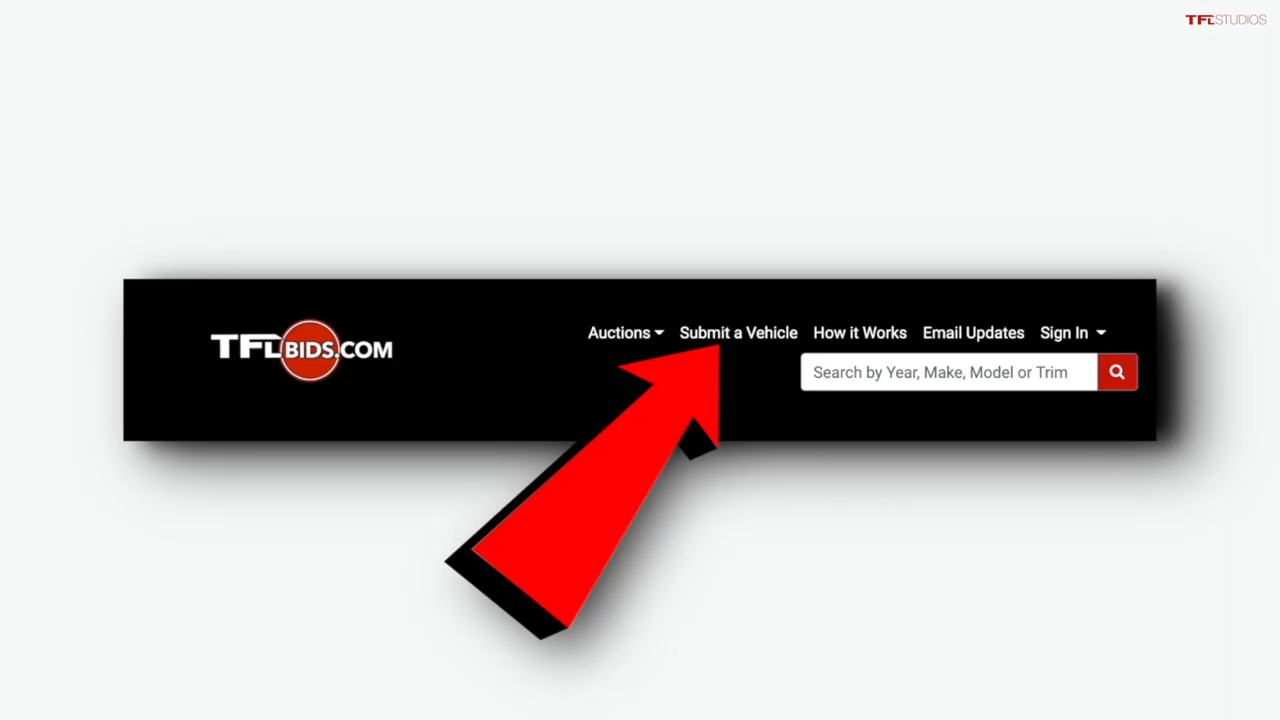 TFLSTUDIOS
TFLBIDS.COM
Auctions Submit a Vehicle How it Works Email Updates Sign In
Search by Year, Make, Model or Trim